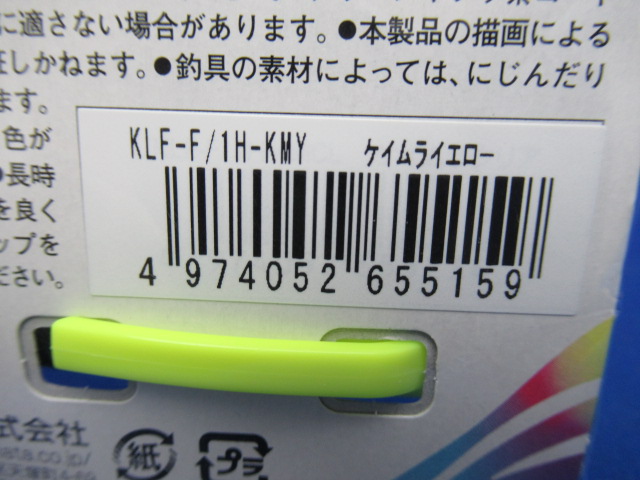 に適さない場合があります。●本製品の描画による
証しかねます。●釣具の素材によっては、にじんだり
ます。
色が
●長時
を良く
ップを
ださい。
KLF-F/1H-KMY ケイムライエロー
4 974052 655159
式会社
紙
プラ